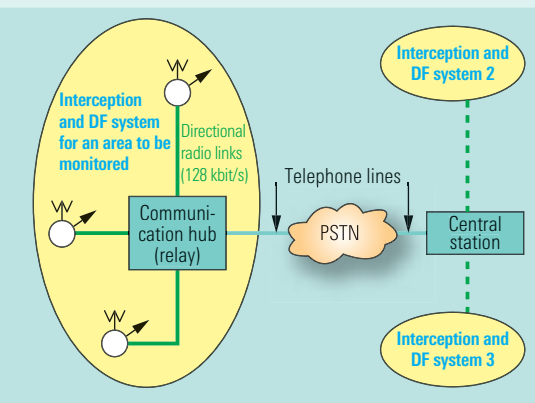 Interception and
DF system 2
Interception
and DF system
for an area to be
monitored
Directional
radio links
(128 kbit/s)
Telephone lines
Communi-
cation hub
(relay)
PSTN
Central
station
Interception and
DF system 3